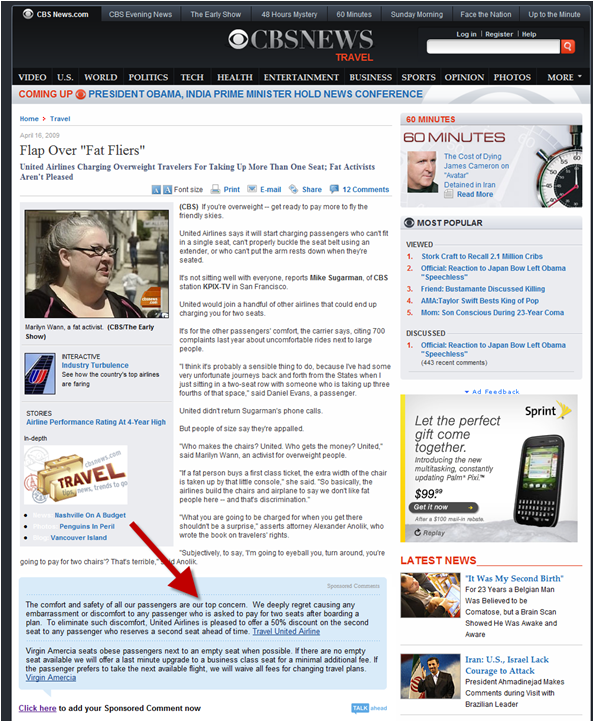 CBS News.com
CBS Evening News
The Early Show
48 Hours Mystery
60 Minutes
Sunday Morning
Face the Nation
Up to the Minute
CBSNEWS
TRAVEL
Log in | Register | Help
VIDEO U.S. WORLD POLITICS TECH HEALTH ENTERTAINMENT BUSINESS SPORTS OPINION PHOTOS MORE
COMING UP PRESIDENT OBAMA, INDIA PRIME MINISTER HOLD NEWS CONFERENCE
Home > Travel
April 16, 2009
Flap Over "Fat Fliers"
United Airlines Charging Overweight Travelers For Taking Up More Than One Seat; Fat Activists
Aren't Pleased
A A Font size Print E-mail Share 12 Comments
Marilyn Wann, a fat activist. (CBS/The Early
Show)
INTERACTIVE
Industry Turbulence
See how the country's top airlines
are faring
STORIES
Airline Performance Rating At 4-Year High
In-depth
cbsnews.com
TRAVEL
tips, news, trends to go
Nashville On A Budget
Penguins In Peril
Vancouver Island
(CBS) If you're overweight -- get ready to pay more to fly the
friendly skies.
United Airlines says it will start charging passengers who can't fit
in a single seat, can't properly buckle the seat belt using an
extender, or who can't put the arm rests down when they're
seated.
It's not sitting well with everyone, reports Mike Sugarman, of CBS
station KPIX-TV in San Francisco.
United would join a handful of other airlines that could end up
charging you for two seats.
It's for the other passengers' comfort, the carrier says, citing 700
complaints last year about uncomfortable rides next to large
people.
"I think it's probably a sensible thing to do, because I've had some
very unfortunate journeys back and forth from the States when I
just sitting in a two-seat row with someone who is taking up three
fourths of that space," said Daniel Evans, a passenger.
United didn't return Sugarman's phone calls.
But people of size say they're appalled.
"Who makes the chairs? United. Who gets the money? United,"
said Marilyn Wann, an activist for overweight people.
"If a fat person buys a first class ticket, the extra width of the chair
is taken up by that little console," she said. "So basically, the
airlines build the chairs and airplane to say we don't like fat
people here -- and that's discrimination."
"What you are going to be charged for when you get there
shouldn't be a surprise," asserts attorney Alexander Anolik, who
wrote the book on travelers' rights.
"Subjectively, to say, 'I'm going to eyeball you, turn around, you're
going to pay for two chairs'? That's terrible," said Anolik.
Sponsored Comments
The comfort and safety of all our passengers are our top concern. We deeply regret causing any
embarrassment or discomfort to any passenger who is asked to pay for two seats after boarding a
plan. To eliminate such discomfort, United Airlines is pleased to offer a 50% discount on the second
seat to any passenger who reserves a second seat ahead of time. Travel United Airline
Virgin Amercia seats obese passengers next to an empty seat when possible. If there are no empty
seat available we will offer a last minute upgrade to a business class seat for a minimal additional fee. If
the passenger prefers to take the next available flight, we will waive all fees for changing travel plans.
Virgin Amercia
Click here to add your Sponsored Comment now
TALK ahead
60 MINUTES
60 MINUTES
The Cost of Dying
James Cameron on
"Avatar"
Detained in Iran
Read More
MOST POPULAR
VIEWED
1. Stork Craft to Recall 2.1 Million Cribs
2. Official: Reaction to Japan Bow Left Obama
"Speechless"
3. Friend: Bustamante Discussed Killing
4. AMA:Taylor Swift Bests King of Pop
5. Mom: Son Conscious During 23-Year Coma
DISCUSSED
1. Official: Reaction to Japan Bow Left Obama
"Speechless"
(443 recent comments)
Ad Feedback
Sprint
Let the perfect
gift come
together.
Introducing the new
multitasking, constantly
updating Palm® Pixi.™
$99.99
Get it now
After a $100 mail-in rebate.
Replay
LATEST NEWS
"It Was My Second Birth"
For 23 Years a Belgian Man
Was Believed to be
Comatose, but a Brain Scan
Showed He Was Awake and
Aware
Iran: U.S., Israel Lack
Courage to Attack
President Ahmadinejad Makes
Comments during Visit with
Brazilian Leader